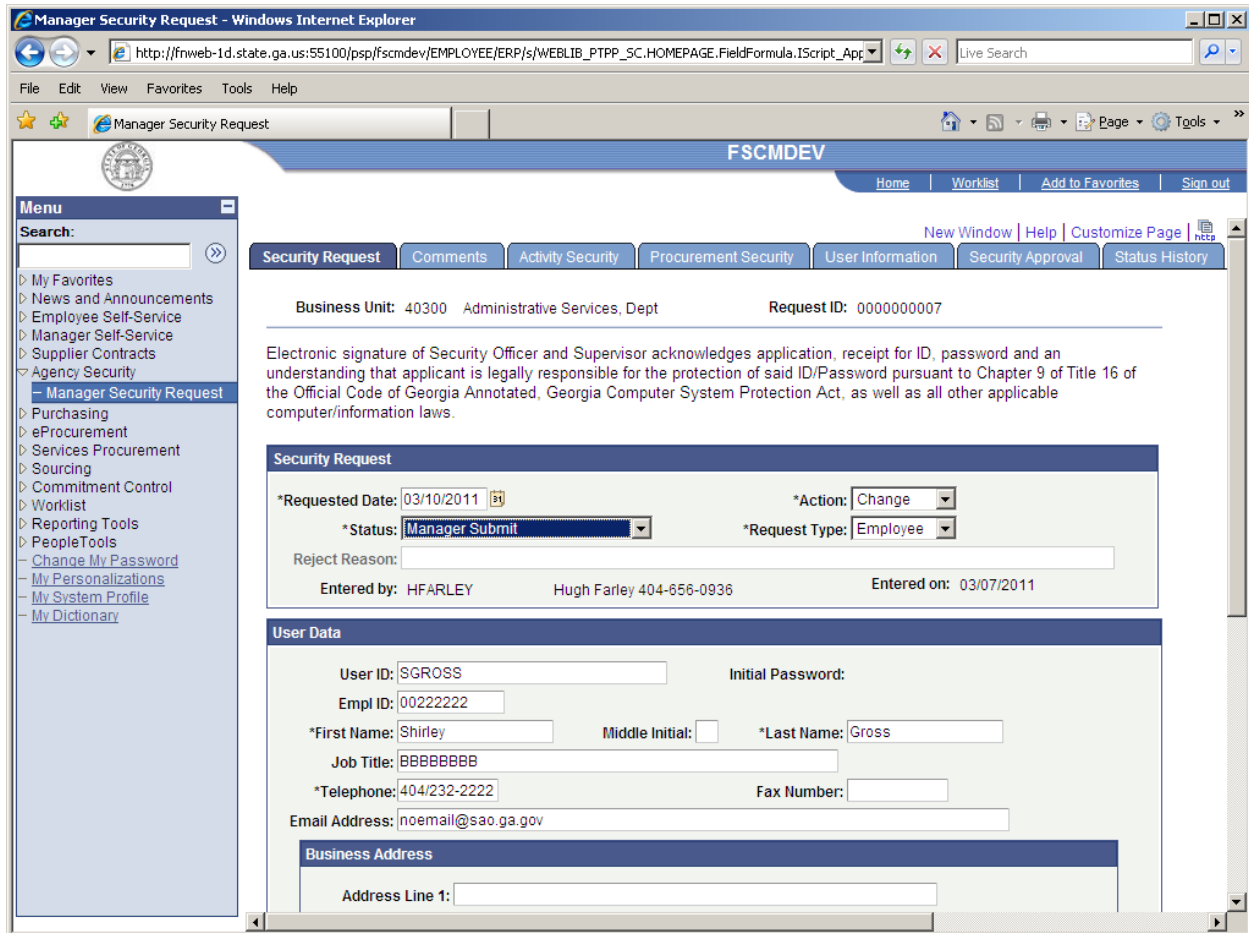 Manager Security Request - Windows Internet Explorer
http://fnweb-1d.state.ga.us:55100/psp/fscmdev/EMPLOYEE/ERP/s/WEBLIB_PTPP_SC.HOMEPAGE.FieldFormula.IScript_App
Live Search
File Edit View Favorites Tools Help
Manager Security Request
Page Tools
FSCMDEV
Home | Worklist | Add to Favorites | Sign out
Menu
Search:
My Favorites
News and Announcements
Employee Self-Service
Manager Self-Service
Supplier Contracts
Agency Security
– Manager Security Request
Purchasing
eProcurement
Services Procurement
Sourcing
Commitment Control
Worklist
Reporting Tools
PeopleTools
– Change My Password
– My Personalizations
– My System Profile
– My Dictionary
New Window | Help | Customize Page | http
Security Request Comments Activity Security Procurement Security User Information Security Approval Status History
Business Unit: 40300 Administrative Services, Dept Request ID: 0000000007
Electronic signature of Security Officer and Supervisor acknowledges application, receipt for ID, password and an
understanding that applicant is legally responsible for the protection of said ID/Password pursuant to Chapter 9 of Title 16 of
the Official Code of Georgia Annotated, Georgia Computer System Protection Act, as well as all other applicable
computer/information laws.
Security Request
*Requested Date: 03/10/2011 31 *Action: Change
*Status: Manager Submit *Request Type: Employee
Reject Reason:
Entered by: HFARLEY Hugh Farley 404-656-0936 Entered on: 03/07/2011
User Data
User ID: SGROSS Initial Password:
Empl ID: 00222222
*First Name: Shirley Middle Initial: *Last Name: Gross
Job Title: BBBBBBBB
*Telephone: 404/232-2222 Fax Number:
Email Address: noemail@sao.ga.gov
Business Address
Address Line 1: